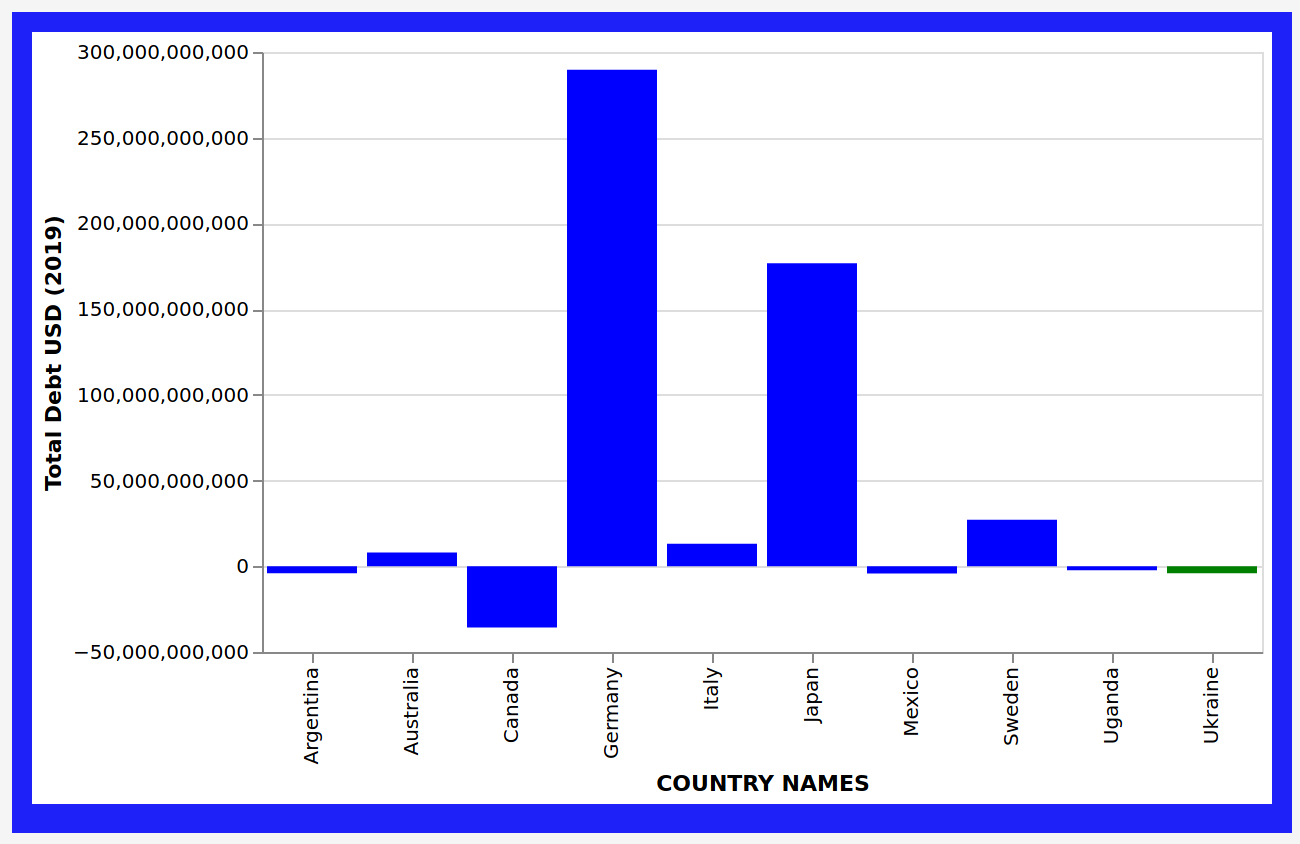 300,000,000,000
250,000,000,000
200,000,000,000
150,000,000,000
100,000,000,000
50,000,000,000
0
−50,000,000,000
Total Debt USD (2019)
Argentina
Australia
Canada
Germany
Italy
Japan
Mexico
Sweden
Uganda
Ukraine
COUNTRY NAMES